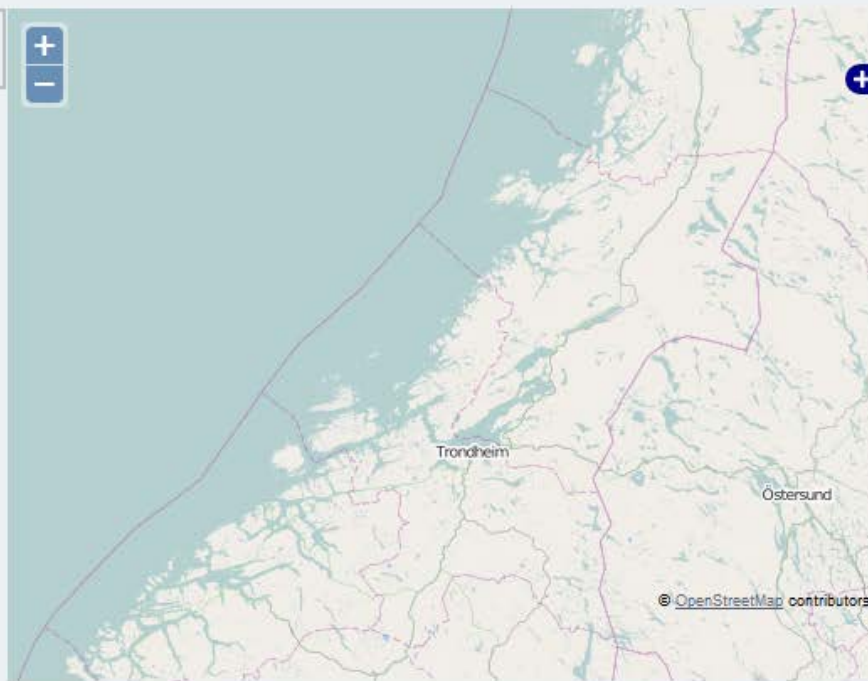 +
−
+
Trondheim
Östersund
© OpenStreetMap contributors